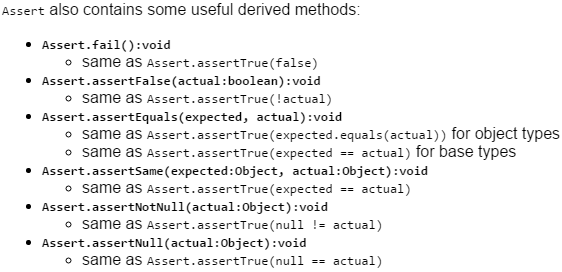 Assert also contains some useful derived methods:
• Assert.fail():void
◦ same as Assert.assertTrue(false)
• Assert.assertFalse(actual:boolean):void
◦ same as Assert.assertTrue(!actual)
• Assert.assertEquals(expected, actual):void
◦ same as Assert.assertTrue(expected.equals(actual)) for object types
◦ same as Assert.assertTrue(expected == actual) for base types
• Assert.assertSame(expected:Object, actual:Object):void
◦ same as Assert.assertTrue(expected == actual)
• Assert.assertNotNull(actual:Object):void
◦ same as Assert.assertTrue(null != actual)
• Assert.assertNull(actual:Object):void
◦ same as Assert.assertTrue(null == actual)